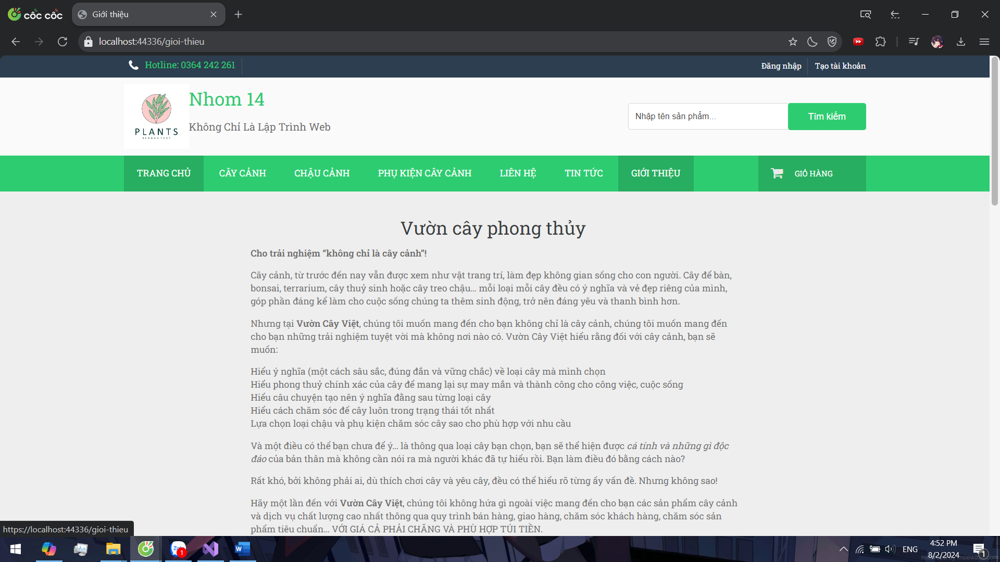 cốc cốc
Giới thiệu
localhost:44336/gioi-thieu
Hotline: 0364 242 261
Đăng nhập
Tạo tài khoản
PLANTS
SLOGAN TEXT
Nhom 14
Không Chỉ Là Lập Trình Web
Nhập tên sản phẩm...
Tìm kiếm
TRANG CHỦ
CÂY CẢNH
CHẬU CẢNH
PHỤ KIỆN CÂY CẢNH
LIÊN HỆ
TIN TỨC
GIỚI THIỆU
GIỎ HÀNG
Vườn cây phong thủy
Cho trải nghiệm “không chỉ là cây cảnh”!
Cây cảnh, từ trước đến nay vẫn được xem như vật trang trí, làm đẹp không gian sống cho con người. Cây để bàn,
bonsai, terrarium, cây thuỷ sinh hoặc cây treo chậu… mỗi loại mỗi cây đều có ý nghĩa và vẻ đẹp riêng của mình,
góp phần đáng kể làm cho cuộc sống chúng ta thêm sinh động, trở nên đáng yêu và thanh bình hơn.
Nhưng tại Vườn Cây Việt, chúng tôi muốn mang đến cho bạn không chỉ là cây cảnh, chúng tôi muốn mang đến
cho bạn những trải nghiệm tuyệt vời mà không nơi nào có. Vườn Cây Việt hiểu rằng đối với cây cảnh, bạn sẽ
muốn:
Hiểu ý nghĩa (một cách sâu sắc, đúng đắn và vững chắc) về loại cây mà mình chọn
Hiểu phong thuỷ chính xác của cây để mang lại sự may mắn và thành công cho công việc, cuộc sống
Hiểu câu chuyện tạo nên ý nghĩa đằng sau từng loại cây
Hiểu cách chăm sóc để cây luôn trong trạng thái tốt nhất
Lựa chọn loại chậu và phụ kiện chăm sóc cây sao cho phù hợp với nhu cầu
Và một điều có thể bạn chưa để ý… là thông qua loại cây bạn chọn, bạn sẽ thể hiện được cá tính và những gì độc
đáo của bản thân mà không cần nói ra mà người khác đã tự hiểu rồi. Bạn làm điều đó bằng cách nào?
Rất khó, bởi không phải ai, dù thích chơi cây và yêu cây, đều có thể hiểu rõ từng ấy vấn đề. Nhưng không sao!
Hãy một lần đến với Vườn Cây Việt, chúng tôi không hứa gì ngoài việc mang đến cho bạn các sản phẩm cây cảnh
và dịch vụ chất lượng cao nhất thông qua quy trình bán hàng, giao hàng, chăm sóc khách hàng, chăm sóc sản
phẩm tiêu chuẩn… VỚI GIÁ CẢ PHẢI CHĂNG VÀ PHÙ HỢP TÚI TIỀN.
https://localhost:44336/gioi-thieu
1
ENG
4:52 PM
8/2/2024
1